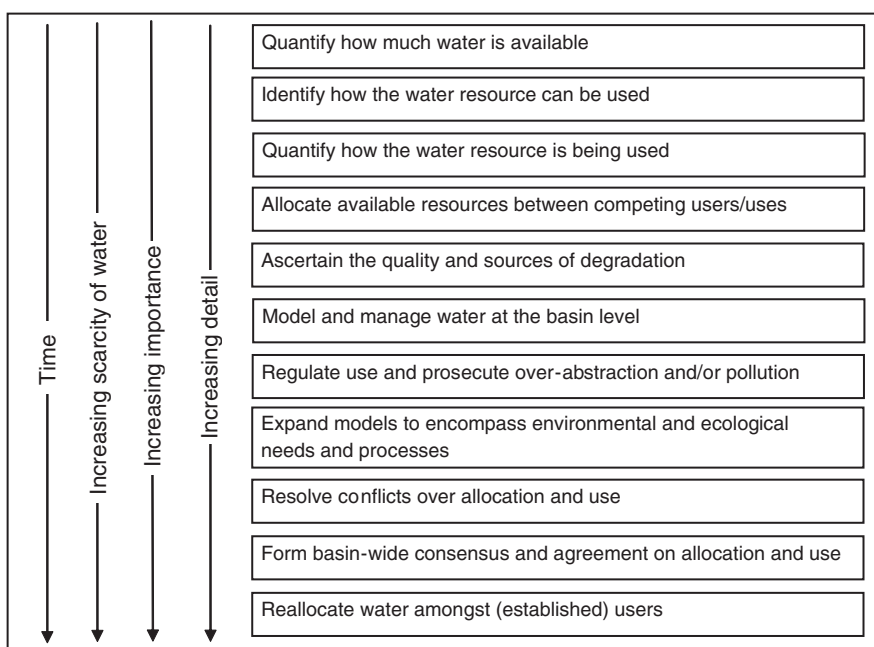 Time
Increasing scarcity of water
Increasing importance
Increasing detail
Quantify how much water is available
Identify how the water resource can be used
Quantify how the water resource is being used
Allocate available resources between competing users/uses
Ascertain the quality and sources of degradation
Model and manage water at the basin level
Regulate use and prosecute over-abstraction and/or pollution
Expand models to encompass environmental and ecological
needs and processes
Resolve conflicts over allocation and use
Form basin-wide consensus and agreement on allocation and use
Reallocate water amongst (established) users